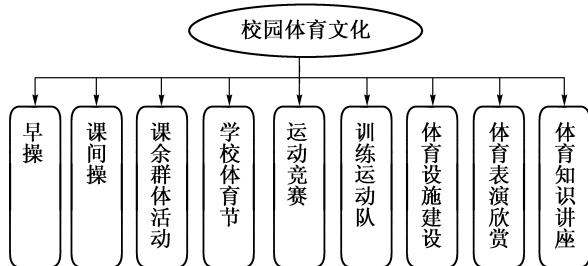 校园体育文化
早操
课间操
课余群体活动
学校体育节
运动竞赛
训练运动队
体育设施建设
体育表演欣赏
体育知识讲座